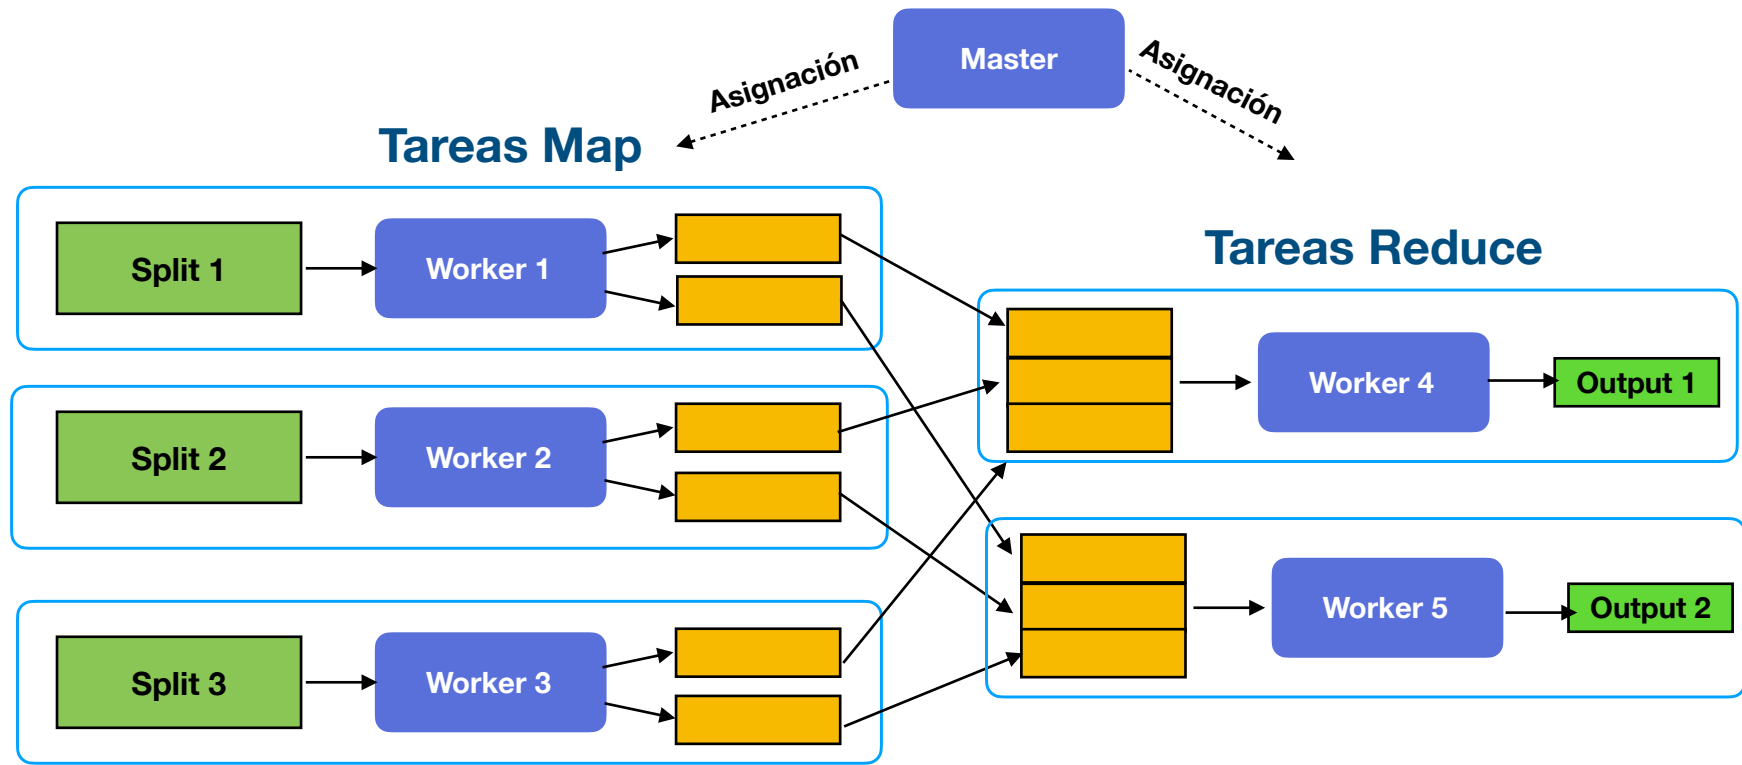 Master
Asignación
Asignación
Tareas Map
Split 1
Worker 1
Split 2
Worker 2
Split 3
Worker 3
Tareas Reduce
Worker 4
Output 1
Worker 5
Output 2